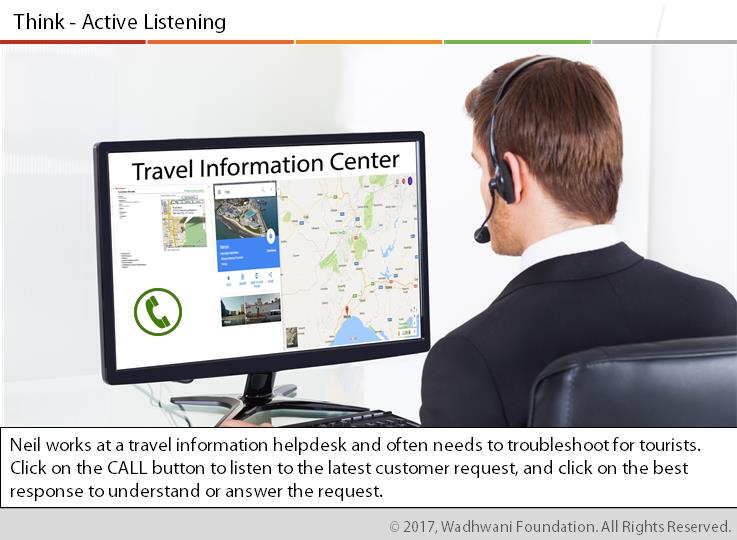 Think - Active Listening
Travel Information Center
Neil works at a travel information helpdesk and often needs to troubleshoot for tourists.
Click on the CALL button to listen to the latest customer request, and click on the best
response to understand or answer the request.
© 2017, Wadhwani Foundation. All Rights Reserved.